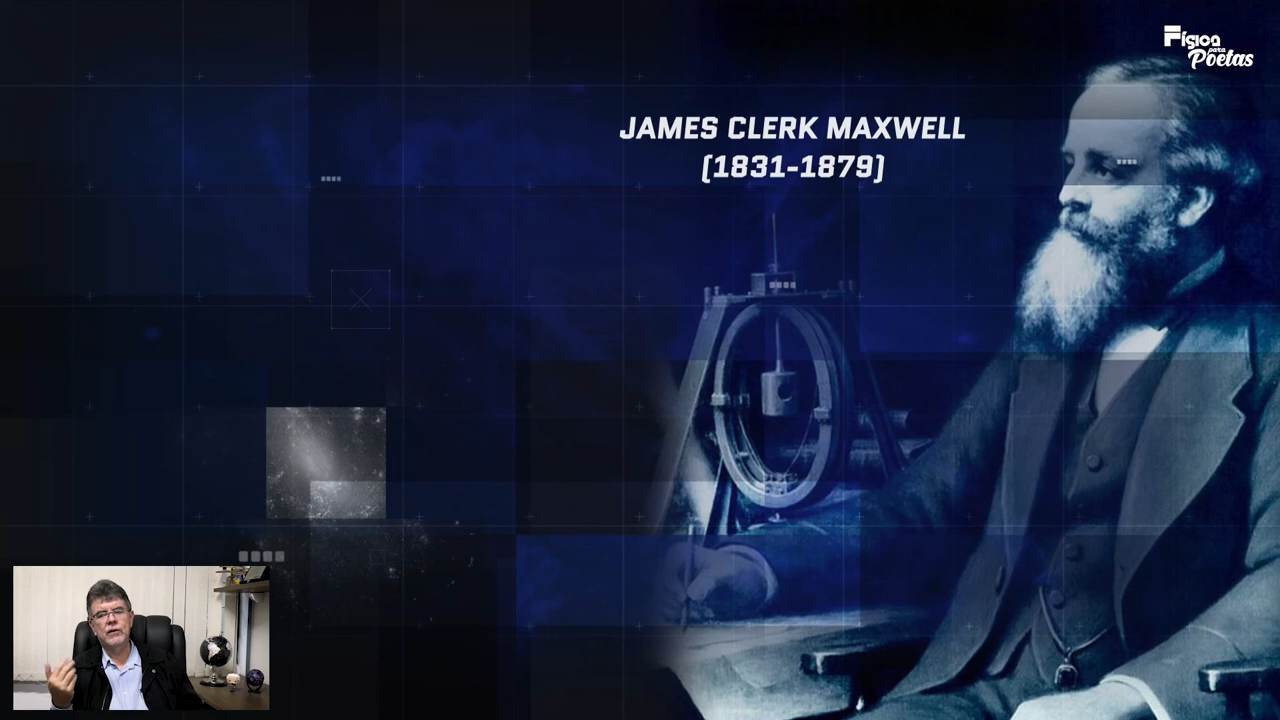 Física
para
Poetas
JAMES CLERK MAXWELL
(1831-1879)